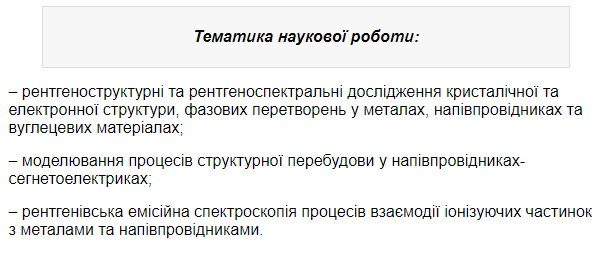 Тематика наукової роботи:
– рентгеноструктурні та рентгеноспектральні дослідження кристалічної та
електронної структури, фазових перетворень у металах, напівпровідниках та
вуглецевих матеріалах;
– моделювання процесів структурної перебудови у напівпровідниках-
сегнетоелектриках;
– рентгенівська емісійна спектроскопія процесів взаємодії іонізуючих частинок
з металами та напівпровідниками.